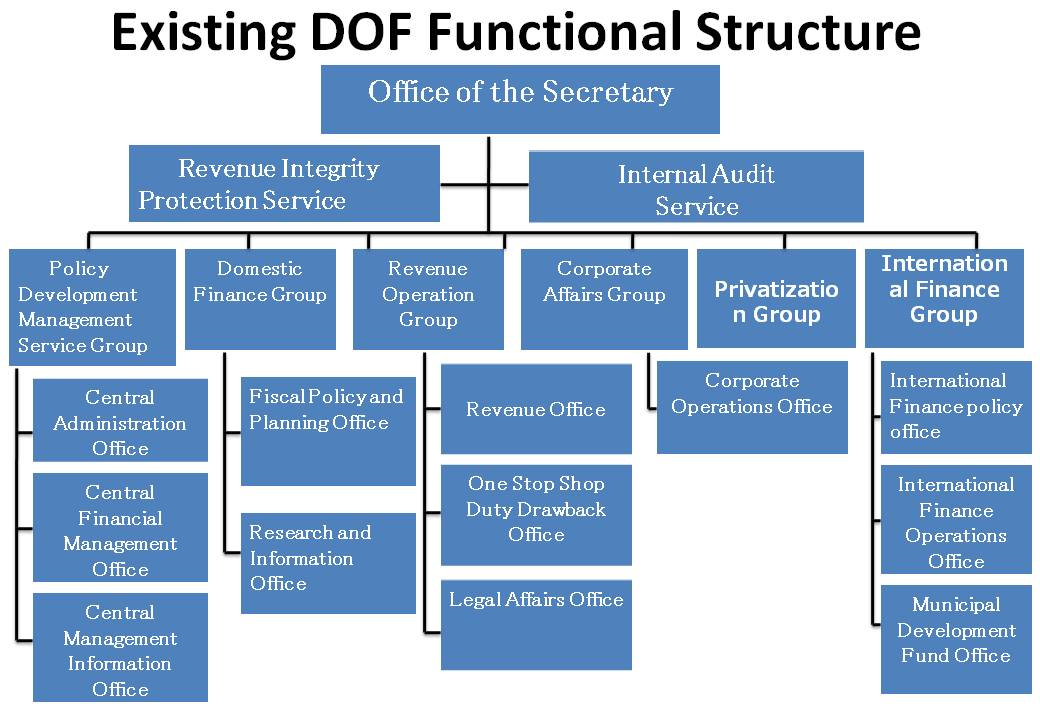 Existing DOF Functional Structure
Office of the Secretary
Revenue Integrity
Protection Service
Internal Audit
Service
Policy
Development
Management
Service Group
Domestic
Finance Group
Revenue
Operation
Group
Corporate
Affairs Group
Privatizatio
n Group
Internation
al Finance
Group
Central
Administration
Office
Central
Financial
Management
Office
Central
Management
Information
Office
Fiscal Policy and
Planning Office
Research and
Information
Office
Revenue Office
One Stop Shop
Duty Drawback
Office
Legal Affairs Office
Corporate
Operations Office
International
Finance policy
office
International
Finance
Operations
Office
Municipal
Development
Fund Office